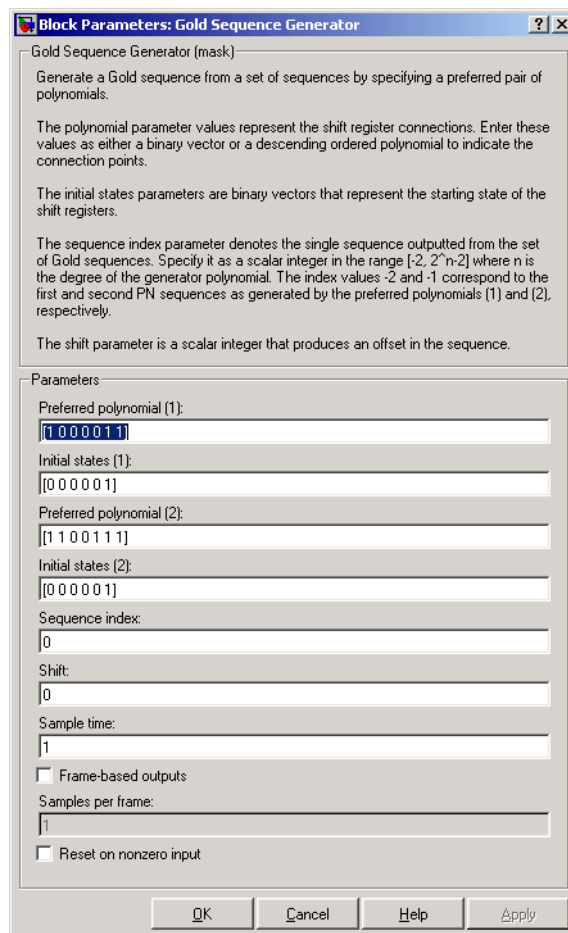 Block Parameters: Gold Sequence Generator
Gold Sequence Generator (mask)
Generate a Gold sequence from a set of sequences by specifying a preferred pair of
polynomials.
The polynomial parameter values represent the shift register connections. Enter these
values as either a binary vector or a descending ordered polynomial to indicate the
connection points.
The initial states parameters are binary vectors that represent the starting state of the
shift registers.
The sequence index parameter denotes the single sequence outputted from the set
of Gold sequences. Specify it as a scalar integer in the range [-2, 2^n-2] where n is
the degree of the generator polynomial. The index values -2 and -1 correspond to the
first and second PN sequences as generated by the preferred polynomials (1) and (2),
respectively.
The shift parameter is a scalar integer that produces an offset in the sequence.
Parameters
Preferred polynomial (1):
[1 0 0 0 0 1 1]
Initial states (1):
[0 0 0 0 0 1]
Preferred polynomial (2):
[1 1 0 0 1 1 1]
Initial states (2):
[0 0 0 0 0 1]
Sequence index:
0
Shift:
0
Sample time:
1
Frame-based outputs
Samples per frame:
1
Reset on nonzero input
OK Cancel Help Apply